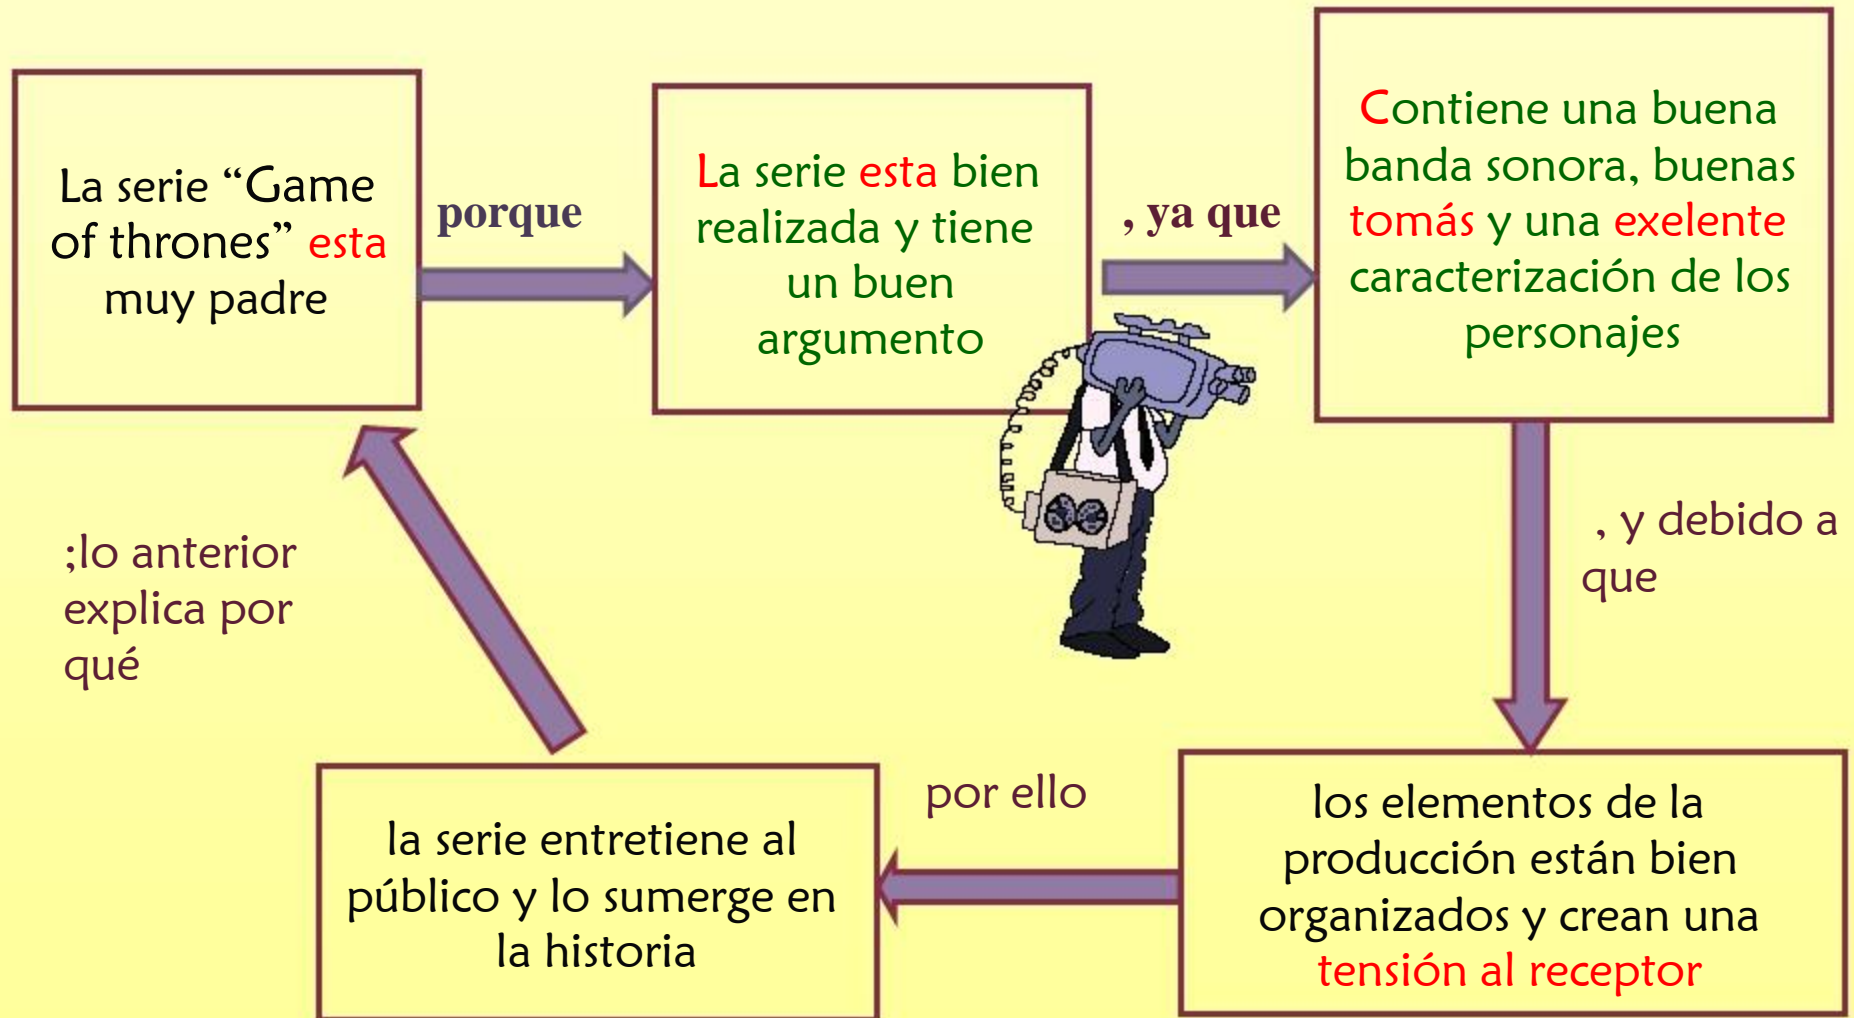 La serie “Game
of thrones” esta
muy padre
porque
La serie esta bien
realizada y tiene
un buen
argumento
, ya que
Contiene una buena
banda sonora, buenas
tomás y una exelente
caracterización de los
personajes
, y debido a
que
los elementos de la
producción están bien
organizados y crean una
tensión al receptor
por ello
la serie entretiene al
público y lo sumerge en
la historia
;lo anterior
explica por
qué